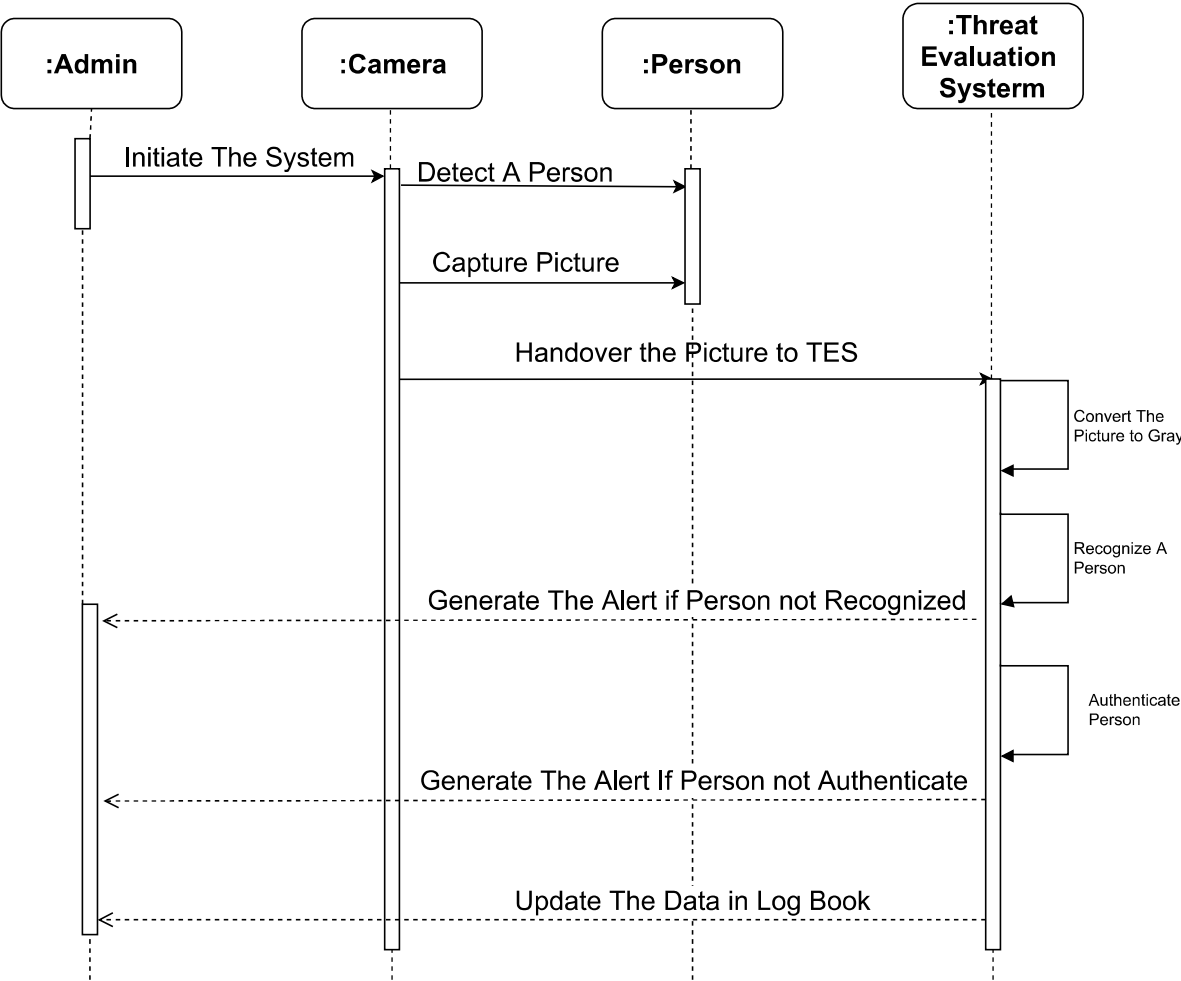 :Admin
:Camera
:Person
:Threat
Evaluation
Systerm
Initiate The System
Detect A Person
Capture Picture
Handover the Picture to TES
Convert The
Picture to Gray
Recognize A
Person
Generate The Alert if Person not Recognized
Authenticate
Person
Generate The Alert If Person not Authenticate
Update The Data in Log Book